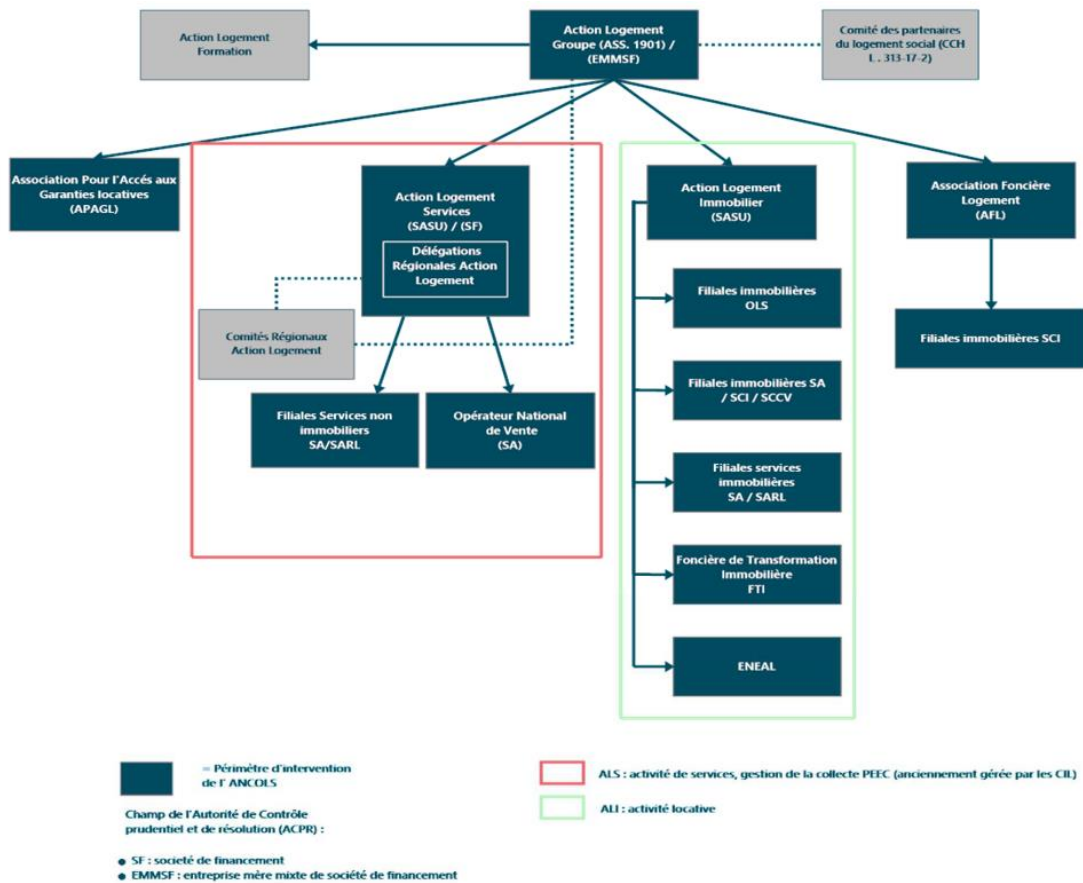 Action Logement
Formation
Action Logement
Groupe (ASS. 1901) /
(EMMSF)
Comité des partenaires
du logement social (CCH
L . 313-17-2)
Association Pour l'Accés aux
Garanties locatives
(APAGL)
Action Logement
Services
(SASU) / (SF)
Délégations
Régionales Action
Logement
Action Logement
Immobilier
(SASU)
Association Foncière
Logement
(AFL)
Comités Régionaux
Action Logement
Filiales Services non
immobiliers
SA/SARL
Opérateur National
de Vente
(SA)
Filiales immobilières
OLS
Filiales immobilières SA
/ SCI / SCCV
Filiales services
immobilières
SA / SARL
Foncière de Transformation
Immobilière
FTI
ENEAL
Filiales immobilières SCI
= Périmètre d'intervention
de l' ANCOLS
Champ de l'Autorité de Contrôle
prudentiel et de résolution (ACPR) :
● SF : societé de financement
● EMMSF : entreprise mère mixte de société de financement
ALS : activité de services, gestion de la collecte PEEC (anciennement gérée par les CIL)
ALI : activité locative